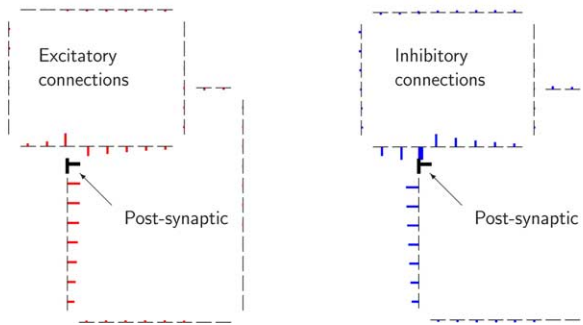 Excitatory
connections
Post-synaptic
Inhibitory
connections
Post-synaptic